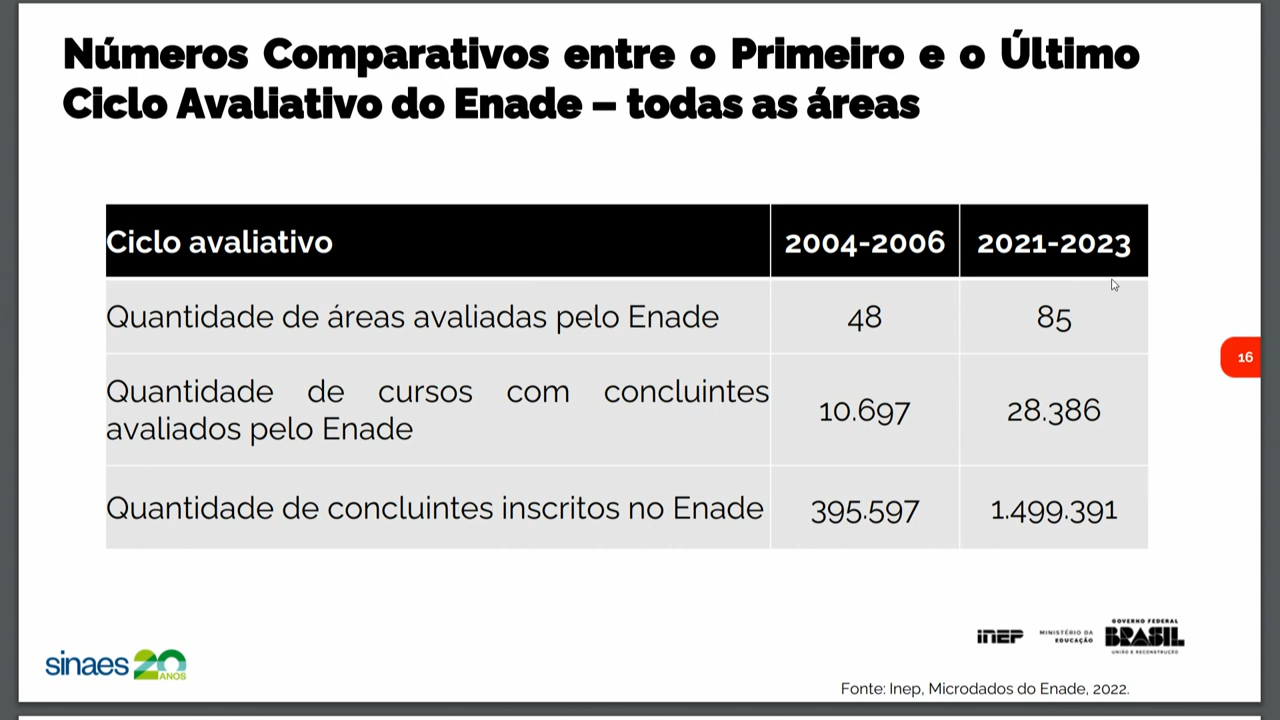 Números Comparativos entre o Primeiro e o Último
Ciclo Avaliativo do Enade – todas as áreas
Ciclo avaliativo 2004-2006 2021-2023
Quantidade de áreas avaliadas pelo Enade 48 85
Quantidade de cursos com concluintes
avaliados pelo Enade 10.697 28.386
Quantidade de concluintes inscritos no Enade 395.597 1.499.391
16
sinaes 20
ANOS
inep
MINISTÉRIO DA
EDUCAÇÃO
GOVERNO FEDERAL
BRASIL
UNIÃO E RECONSTRUÇÃO
Fonte: Inep, Microdados do Enade, 2022.